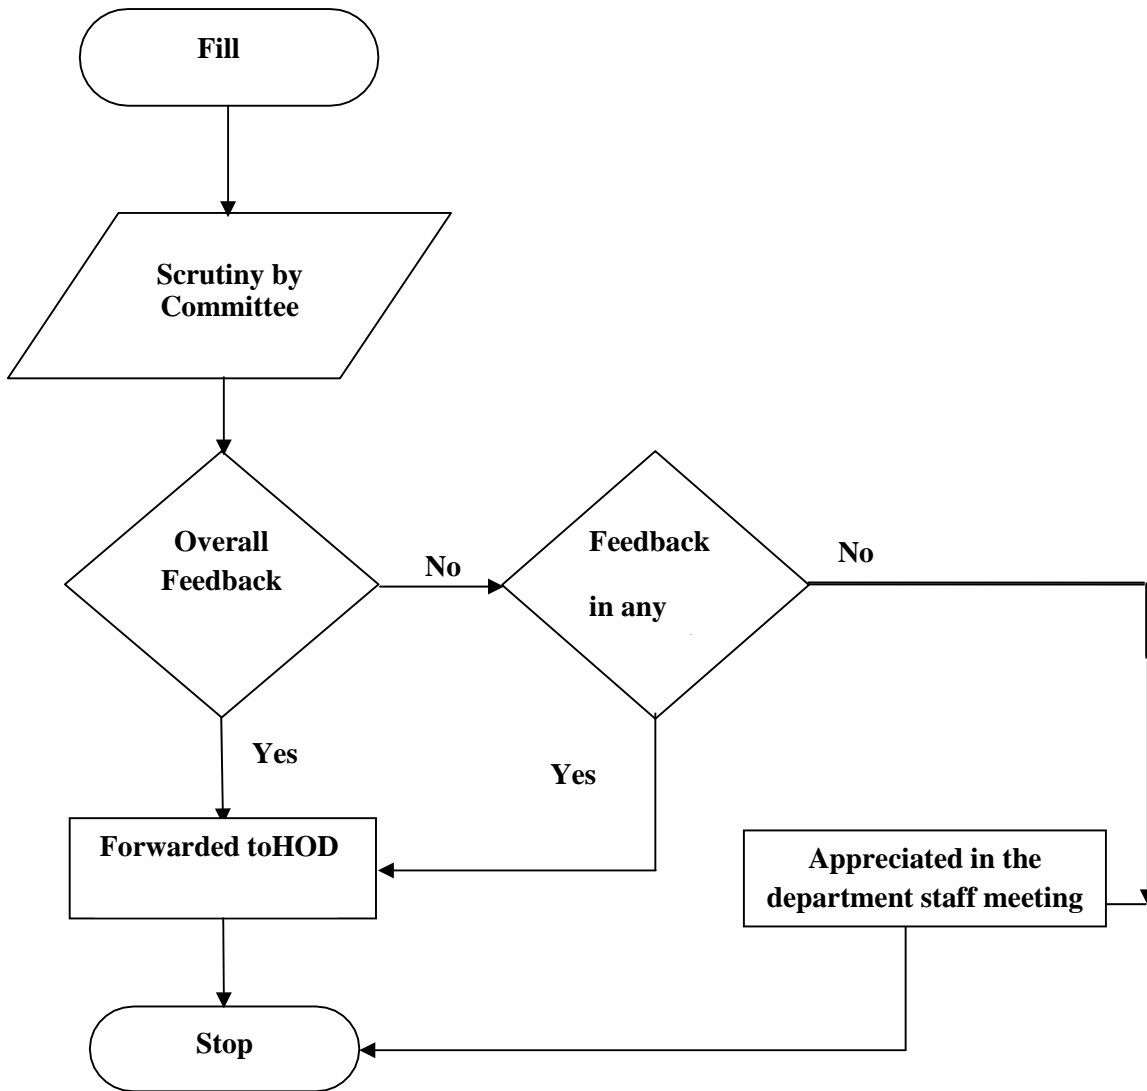 Fill
Scrutiny by
Committee
Overall
Feedback
No
Feedback
in any
No
Yes
Yes
Forwarded toHOD
Appreciated in the
department staff meeting
Stop